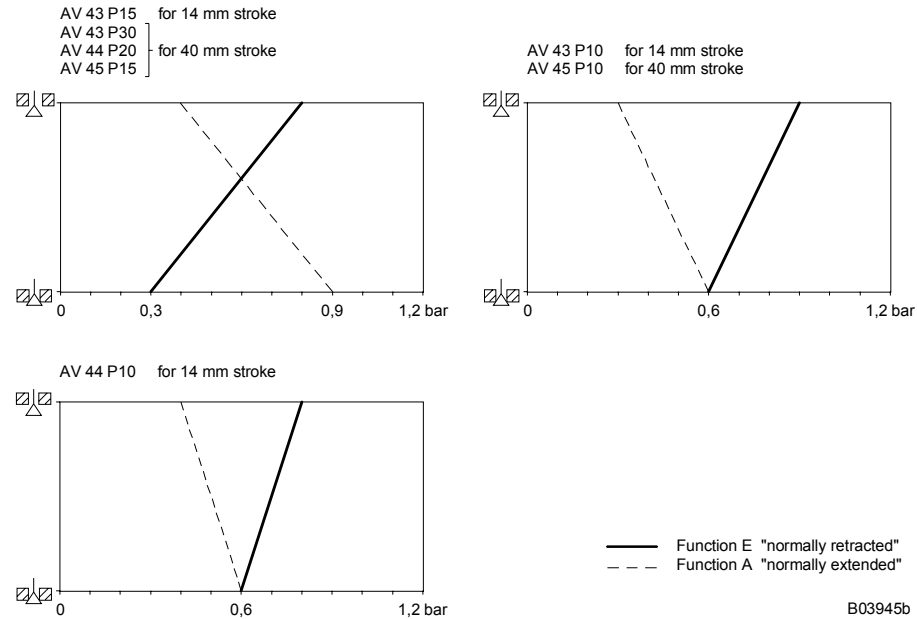 AV 43 P15 for 14 mm stroke
AV 43 P30
AV 44 P20 for 40 mm stroke
AV 45 P15
0 0,3 0,9 1,2 bar
AV 43 P10 for 14 mm stroke
AV 45 P10 for 40 mm stroke
0 0,6 1,2 bar
AV 44 P10 for 14 mm stroke
0 0,6 1,2 bar
Function E "normally retracted"
Function A "normally extended"
B03945b